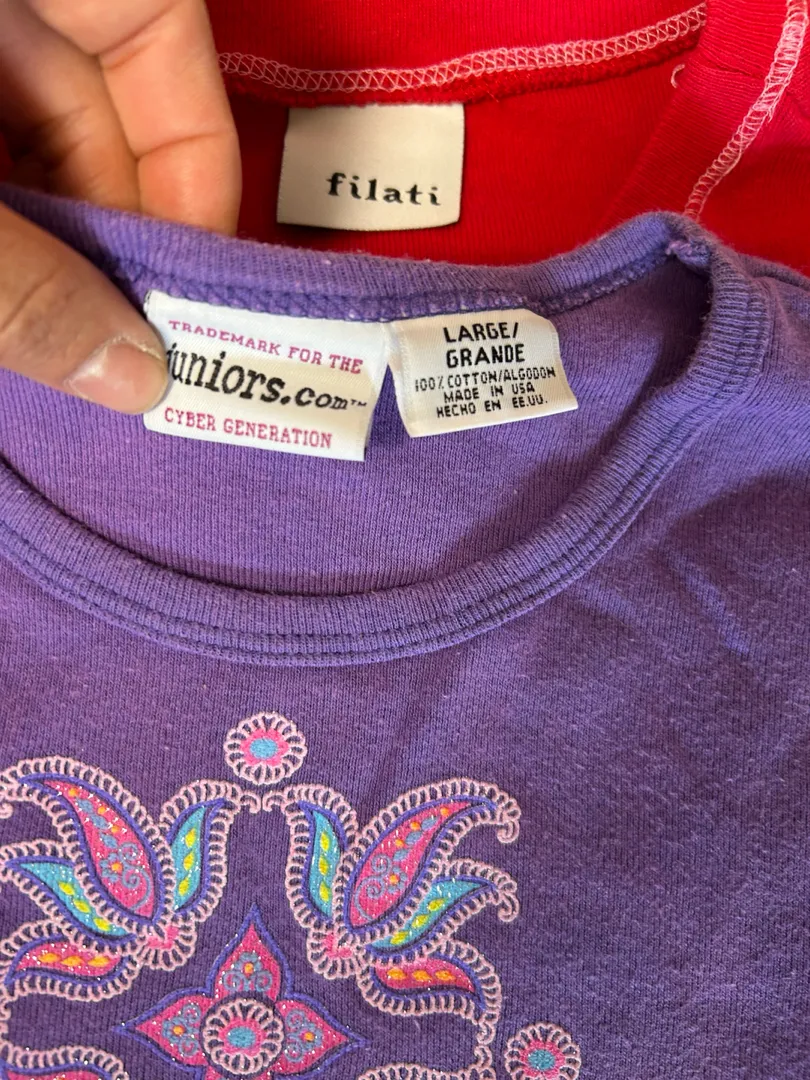 filati
TRADEMARK FOR THE
juniors.com™
CYBER GENERATION
LARGE/
GRANDE
100% COTTON/ALGODON
MADE IN USA
HECHO EN EE.UU.